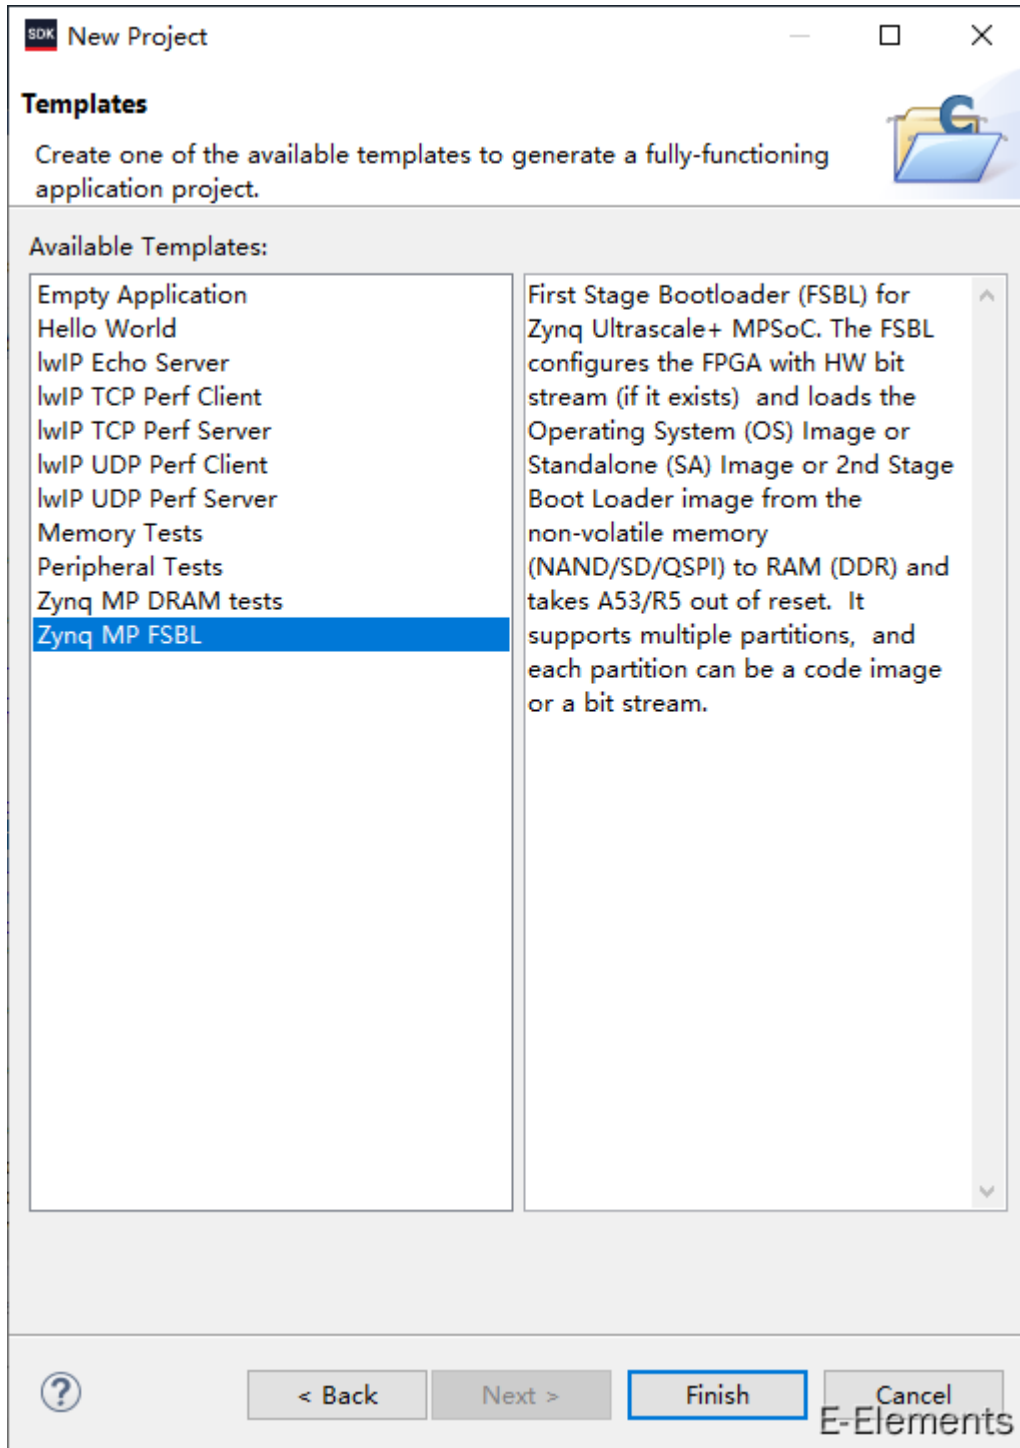 SDK New Project
Templates
Create one of the available templates to generate a fully-functioning
application project.
Available Templates:
Empty Application
Hello World
lwIP Echo Server
lwIP TCP Perf Client
lwIP TCP Perf Server
lwIP UDP Perf Client
lwIP UDP Perf Server
Memory Tests
Peripheral Tests
Zynq MP DRAM tests
Zynq MP FSBL
First Stage Bootloader (FSBL) for
Zynq Ultrascale+ MPSoC. The FSBL
configures the FPGA with HW bit
stream (if it exists)  and loads the
Operating System (OS) Image or
Standalone (SA) Image or 2nd Stage
Boot Loader image from the
non-volatile memory
(NAND/SD/QSPI) to RAM (DDR) and
takes A53/R5 out of reset.  It
supports multiple partitions,  and
each partition can be a code image
or a bit stream.
? < Back Next > Finish Cancel
E-Elements